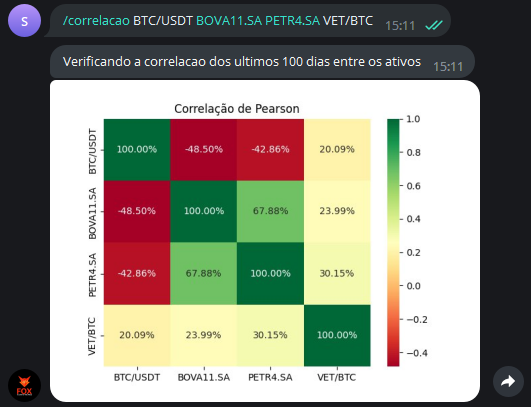 S
/correlacao BTC/USDT BOVA11.SA PETR4.SA VET/BTC 15:11
Verificando a correlacao dos ultimos 100 dias entre os ativos 15:11
Correlação de Pearson
BTC/USDT 100.00% -48.50% -42.86% 20.09%
BOVA11.SA -48.50% 100.00% 67.88% 23.99%
PETR4.SA -42.86% 67.88% 100.00% 30.15%
VET/BTC 20.09% 23.99% 30.15% 100.00%
BTC/USDT BOVA11.SA PETR4.SA VET/BTC
1.0
0.8
0.6
0.4
0.2
0.0
−0.2
−0.4
FOX